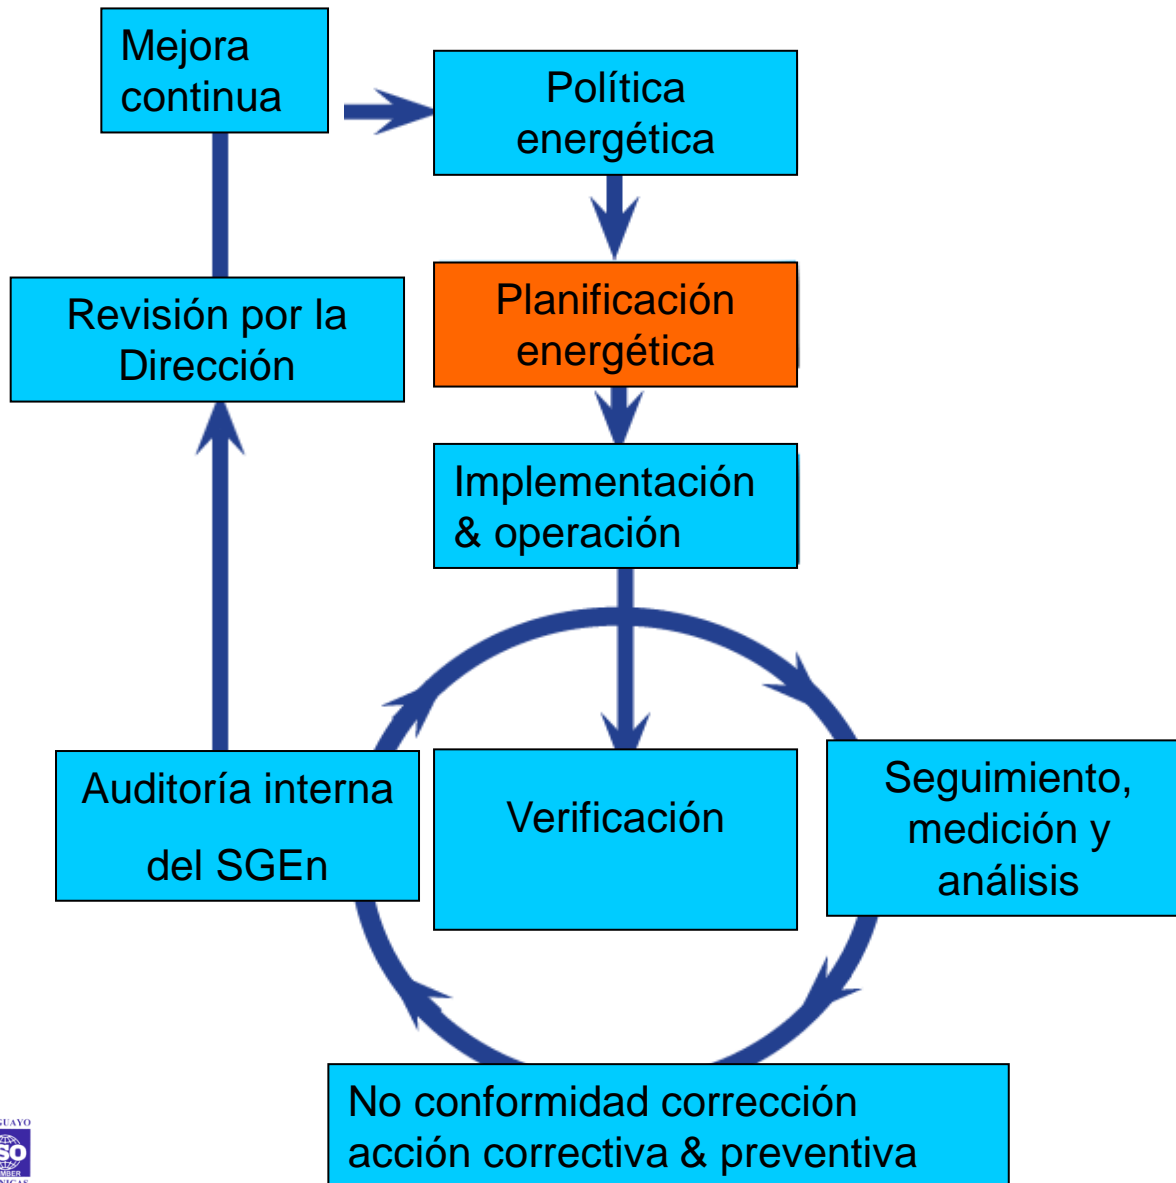 Mejora
continua
Política
energética
Revisión por la
Dirección
Planificación
energética
Implementación
& operación
Auditoría interna
del SGEn
Verificación
Seguimiento,
medición y
análisis
No conformidad corrección
acción correctiva & preventiva
GUAYO